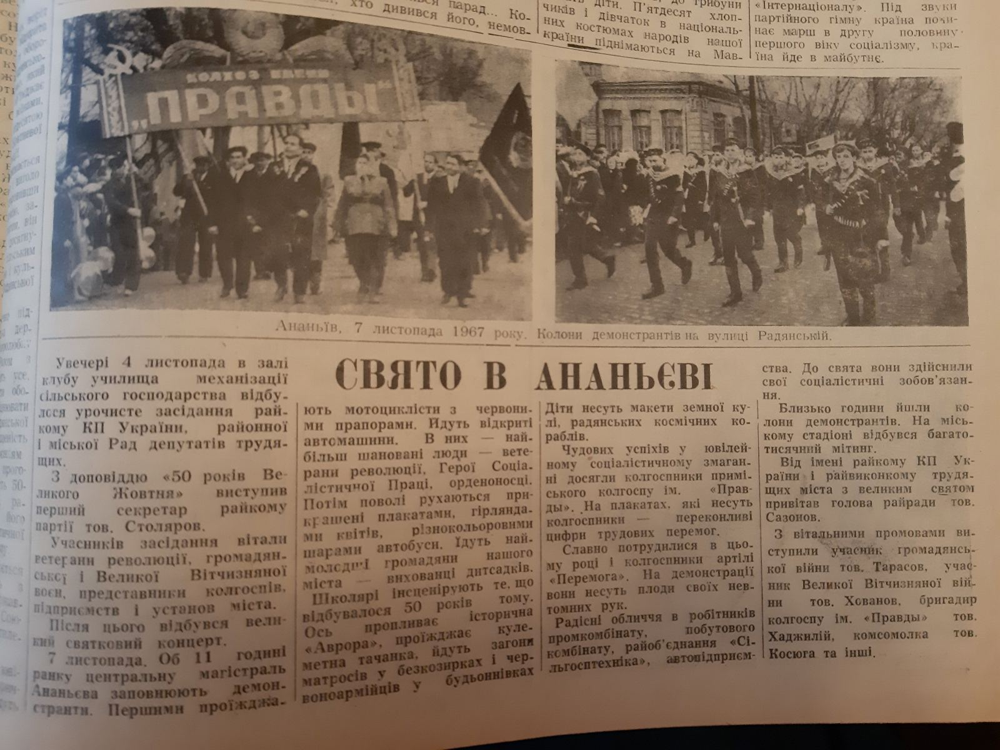 парад... Ко-
хто дивився його, немов-
діти. П'ятдесят хлоп-
чиків і дівчаток в національ-
них костюмах народів нашої
країни піднімаються на Мав-
«Інтернаціоналу». Під звуки
партійного гімну країна почи-
нає марш в другу половину
першого віку соціалізму, кра-
їна йде в майбутнє.
КОЛХОЗ ИМЕНИ
„ПРАВДЫ“
Ананьїв, 7 листопада 1967 року. Колони демонстрантів на вулиці Радянській.
СВЯТО В АНАНЬЄВІ
Увечері 4 листопада в залі
клубу училища механізації
сільського господарства відбу-
лося урочисте засідання рай-
кому КП України, районної
і міської Рад депутатів трудя-
щих.
З доповіддю «50 років Ве-
ликого Жовтня» виступив
перший секретар райкому
партії тов. Столяров.
Учасників засідання вітали
ветерани революції, громадян-
ської і Великої Вітчизняної
воєн, представники колгоспів,
підприємств і установ міста.
Після цього відбувся вели-
кий святковий концерт.
7 листопада. Об 11 годині
ранку центральну магістраль
Ананьєва заповнюють демон-
странти. Першими проїжджа-
ють мотоциклісти з червони-
ми прапорами. Йдуть відкриті
автомашини. В них — най-
більш шановані люди — вете-
рани революції, Герої Соціа-
лістичної Праці, орденоносці.
Потім поволі рухаються при-
крашені плакатами, гірлянда-
ми квітів, різнокольоровими
шарами автобуси. Їдуть най-
молодші громадяни нашого
міста — вихованці дитсадків.
Школярі інсценірують те, що
відбувалося 50 років тому.
Ось пропливає історична
«Аврора», проїжджає куле-
метна тачанка, йдуть загони
матросів у безкозирках і чер-
воноармійців у будьоннівках
Діти несуть макети земної ку-
лі, радянських космічних ко-
раблів.
Чудових успіхів у ювілей-
ному соціалістичному змаган-
ні досягли колгоспники примі-
ського колгоспу ім. «Прав-
ды». На плакатах, які несуть
колгоспники — переконливі
цифри трудових перемог.
Славно потрудилися в цьо-
му році і колгоспники артілі
«Перемога». На демонстрації
вони несуть плоди своїх нев-
томних рук.
Радісні обличчя в робітників
промкомбінату, побутового
комбінату, райоб'єднання «Сі-
льгосптехніка», автопідприєм-
ства. До свята вони здійснили
свої соціалістичні зобов'язан-
ня.
Близько години йшли ко-
лони демонстрантів. На місь-
кому стадіоні відбувся багато-
тисячний мітинг.
Від імені райкому КП Ук-
раїни і райвиконкому трудя-
щих міста з великим святом
привітав голова райради тов.
Сазонов.
З вітальними промовами ви-
ступили учасник громадянсь-
кої війни тов. Тарасов, учас-
ник Великої Вітчизняної вій-
ни тов. Хованов, бригадир
колгоспу ім. «Правды» тов.
Хаджилій, комсомолка тов.
Косюга та інші.